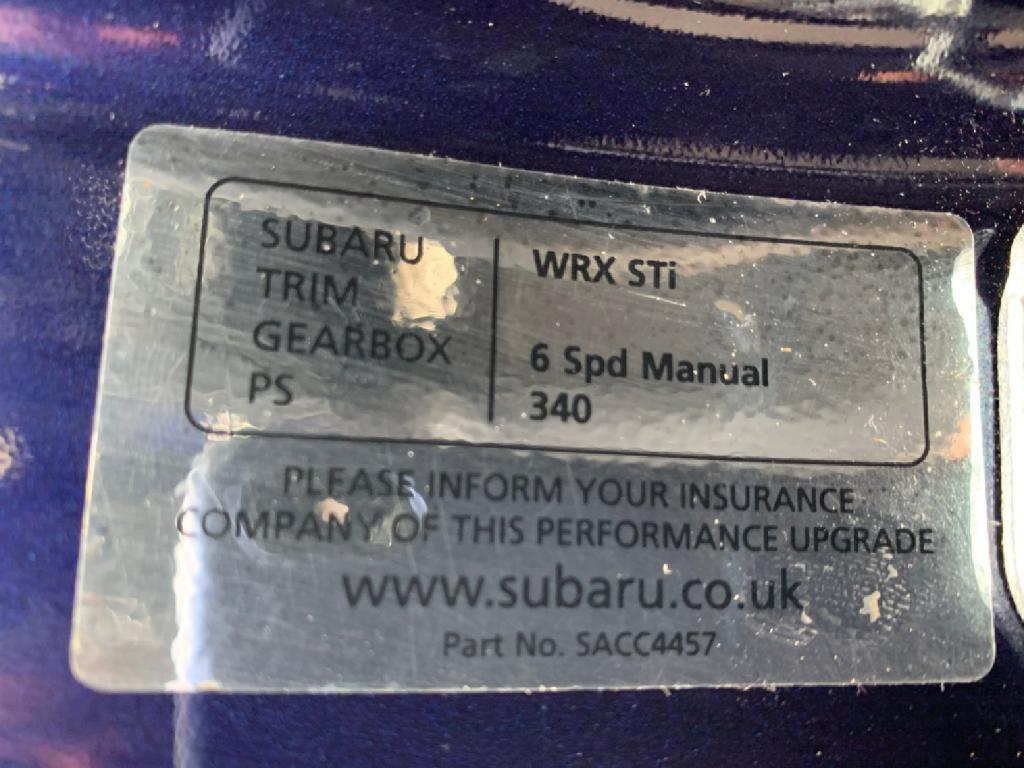 SUBARU
TRIM
GEARBOX
PS
WRX STi
6 Spd Manual
340
PLEASE INFORM YOUR INSURANCE
COMPANY OF THIS PERFORMANCE UPGRADE
www.subaru.co.uk
Part No. SACC4457